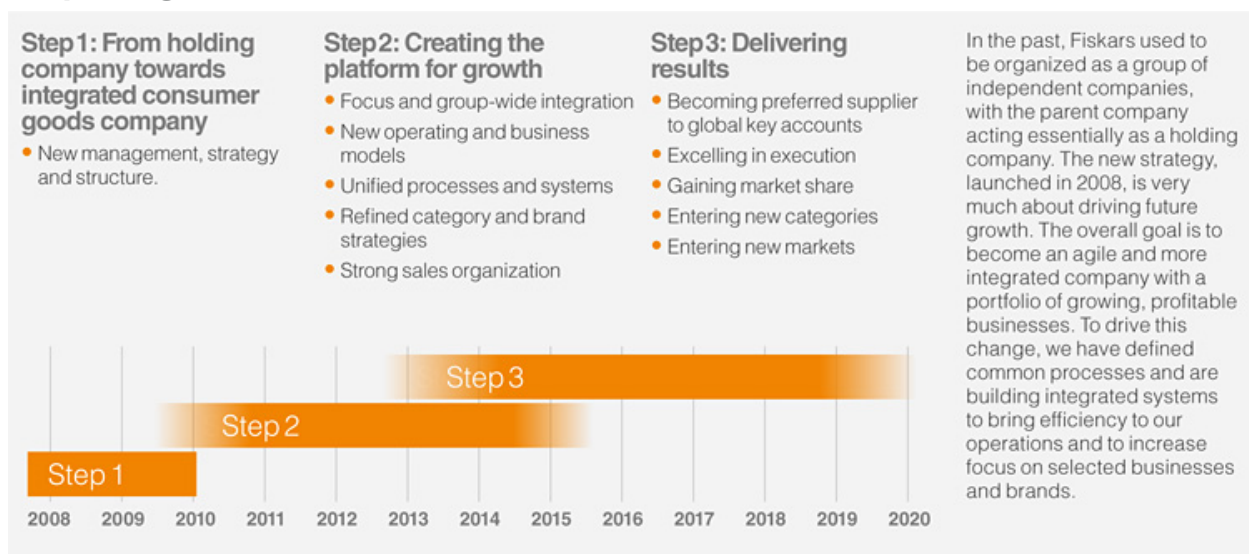 Step 1: From holding
company towards
integrated consumer
goods company
• New management, strategy
and structure.
Step 2: Creating the
platform for growth
• Focus and group-wide integration
• New operating and business
models
• Unified processes and systems
• Refined category and brand
strategies
• Strong sales organization
Step 3: Delivering
results
• Becoming preferred supplier
to global key accounts
• Excelling in execution
• Gaining market share
• Entering new categories
• Entering new markets
In the past, Fiskars used to
be organized as a group of
independent companies,
with the parent company
acting essentially as a holding
company. The new strategy,
launched in 2008, is very
much about driving future
growth. The overall goal is to
become an agile and more
integrated company with a
portfolio of growing, profitable
businesses. To drive this
change, we have defined
common processes and are
building integrated systems
to bring efficiency to our
operations and to increase
focus on selected businesses
and brands.
Step 3
Step 2
Step 1
2008 2009 2010 2011 2012 2013 2014 2015 2016 2017 2018 2019 2020